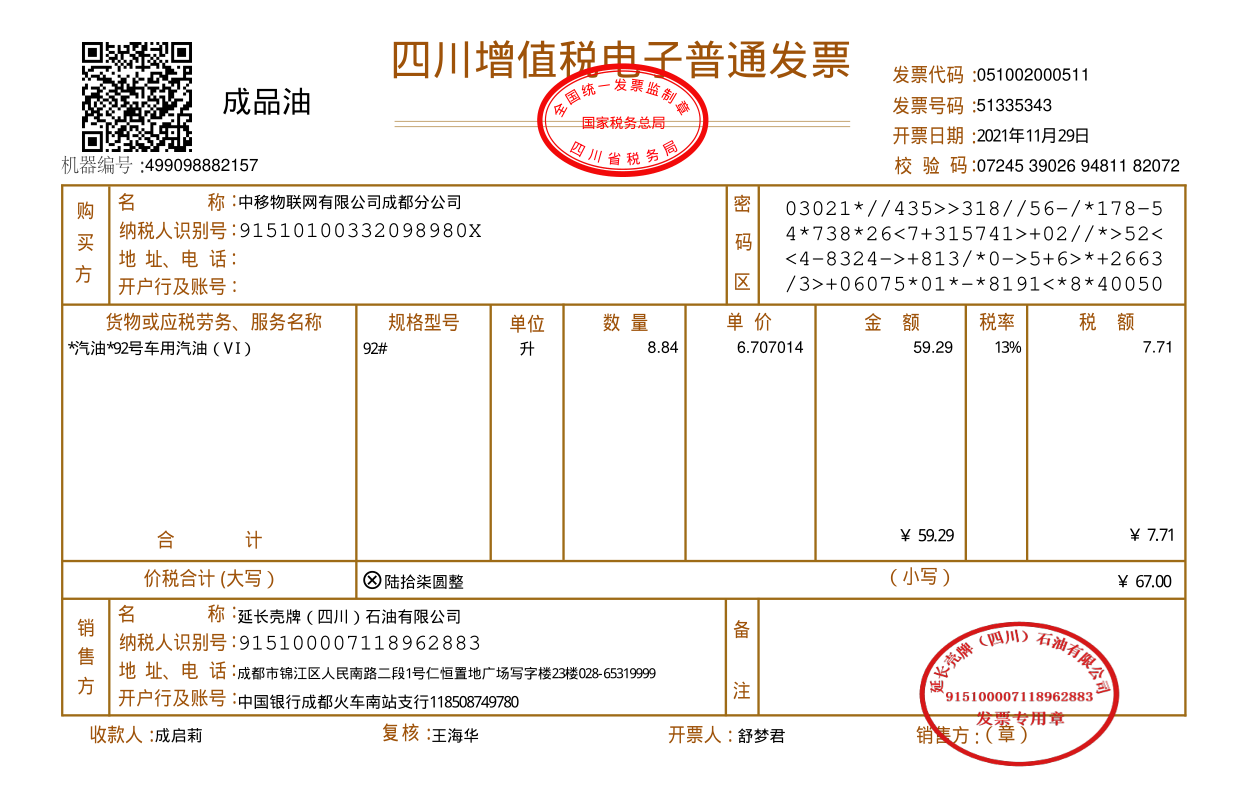 四川增值税电子普通发票
成品油
全国统一发票监制章
国家税务总局
四川省税务局
发票代码:051002000511
发票号码:51335343
开票日期:2021年11月29日
校 验 码:07245 39026 94811 82072
机器编号:499098882157
购买方
名 称:中移物联网有限公司成都分公司
纳税人识别号:91510100332098980X
地 址、电 话:
开户行及账号:
密码区
03021*//435>>318//56-/*178-5
4*738*26<7+315741>+02//*>52<
<4-8324->+813/*0->5+6>*+2663
/3>+06075*01*-*8191<*8*40050
货物或应税劳务、服务名称 规格型号 单位 数 量 单 价 金 额 税率 税 额
*汽油*92号车用汽油(VI) 92# 升 8.84 6.707014 59.29 13% 7.71
合 计 ¥ 59.29 ¥ 7.71
价税合计(大写) ⊗陆拾柒圆整 (小写) ¥ 67.00
销售方
名 称:延长壳牌(四川)石油有限公司
纳税人识别号:915100007118962883
地 址、电 话:成都市锦江区人民南路二段1号仁恒置地广场写字楼23楼028-65319999
开户行及账号:中国银行成都火车南站支行118508749780
备注
延长壳牌(四川)石油有限公司
915100007118962883
发票专用章
收款人:成启莉 复核:王海华 开票人:舒梦君 销售方:(章)